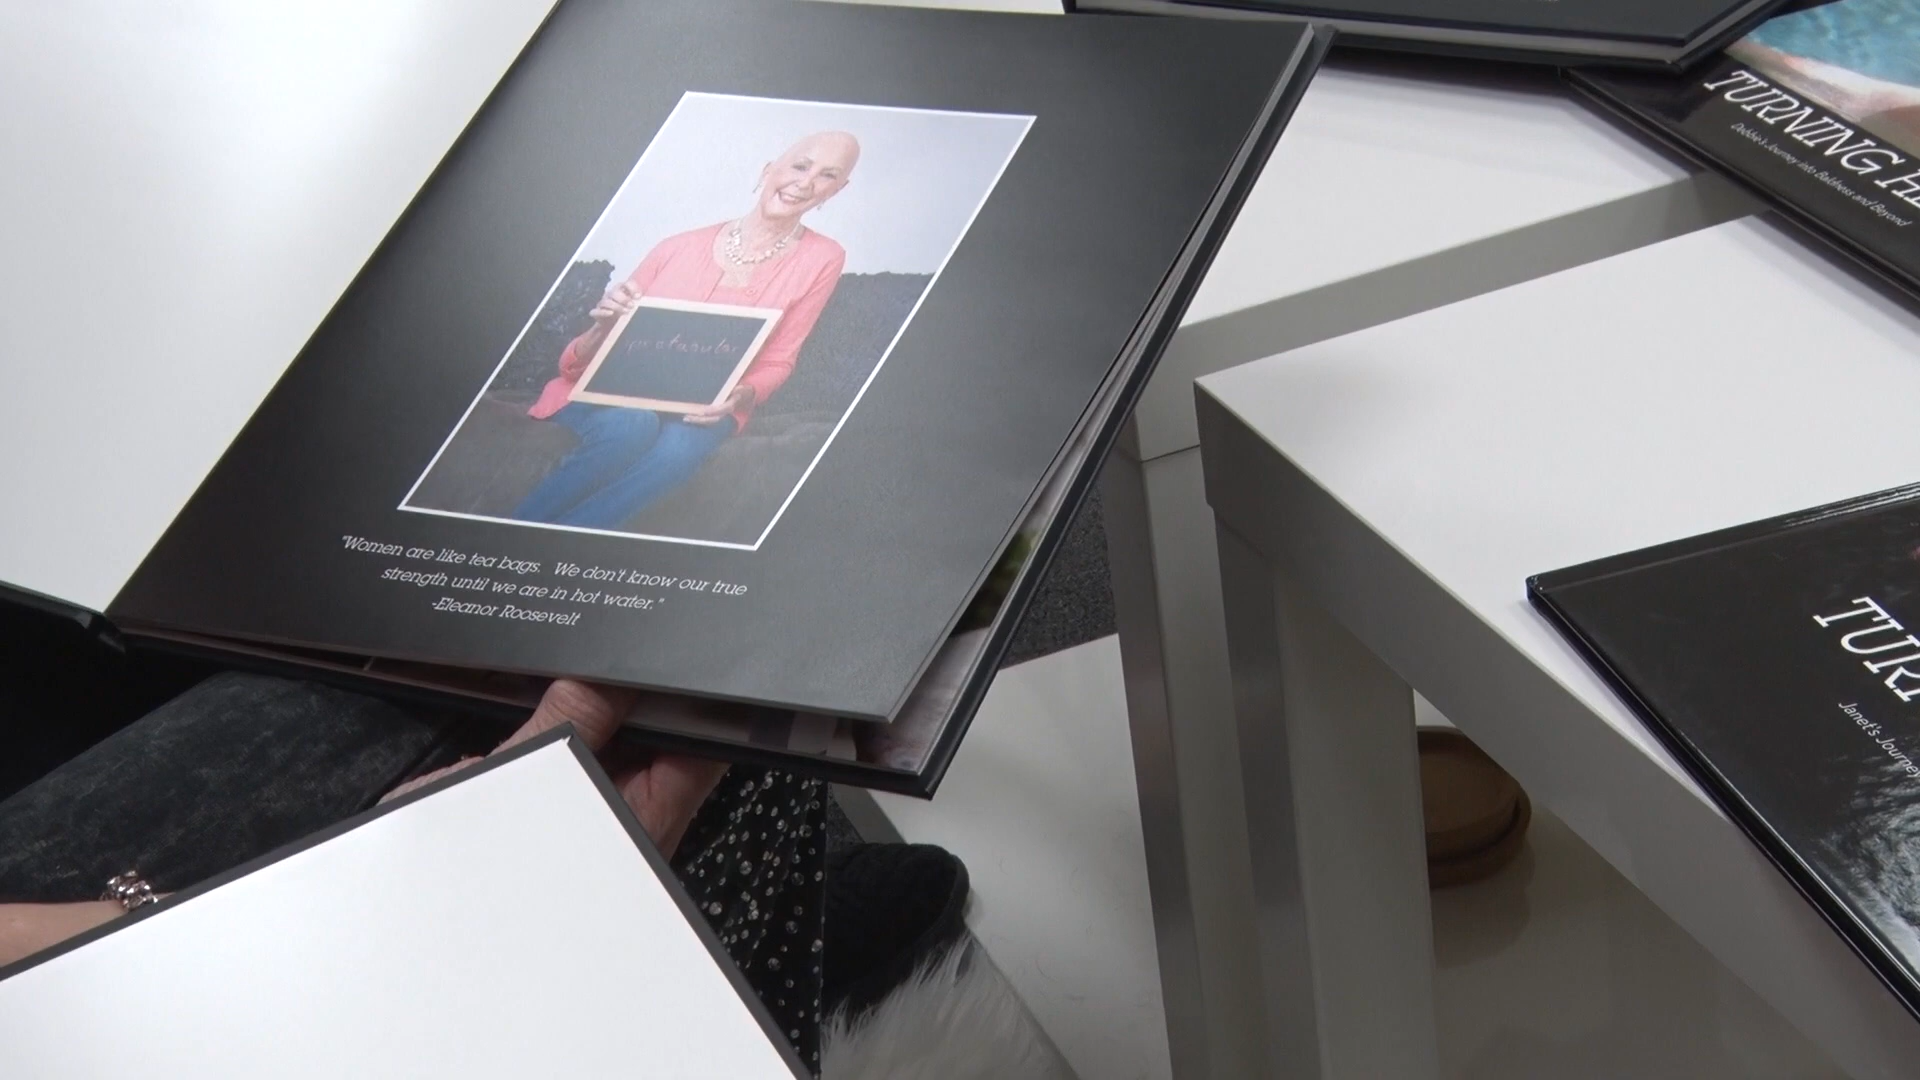 "Women are like tea bags. We don't know our true
strength until we are in hot water."
-Eleanor Roosevelt
TURNING
Debbie's Journey into Baldness and Beyond
Janet's Journey